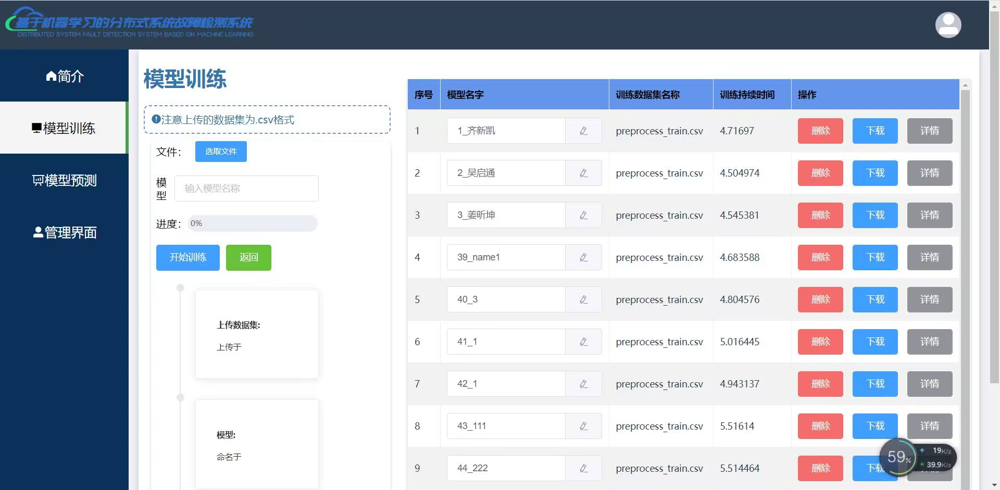 基于机器学习的分布式系统故障检测系统
DISTRIBUTED SYSTEM FAULT DETECTION SYSTEM BASED ON MACHINE LEARNING
简介
模型训练
模型预测
管理界面
模型训练
注意上传的数据集为.csv格式
文件：
选取文件
模型
输入模型名称
进度：
0%
开始训练
返回
上传数据集:
上传于
模型:
命名于
序号 模型名字 训练数据集名称 训练持续时间 操作
1 1_齐新凯 preprocess_train.csv 4.71697 删除 下载 详情
2 2_吴启通 preprocess_train.csv 4.504974 删除 下载 详情
3 3_姜昕坤 preprocess_train.csv 4.545381 删除 下载 详情
4 39_name1 preprocess_train.csv 4.683588 删除 下载 详情
5 40_3 preprocess_train.csv 4.804576 删除 下载 详情
6 41_1 preprocess_train.csv 5.016445 删除 下载 详情
7 42_1 preprocess_train.csv 4.943137 删除 下载 详情
8 43_111 preprocess_train.csv 5.51614 删除 下载 详情
9 44_222 preprocess_train.csv 5.514464 删除 下载
59%
19K/s
39.9K/s